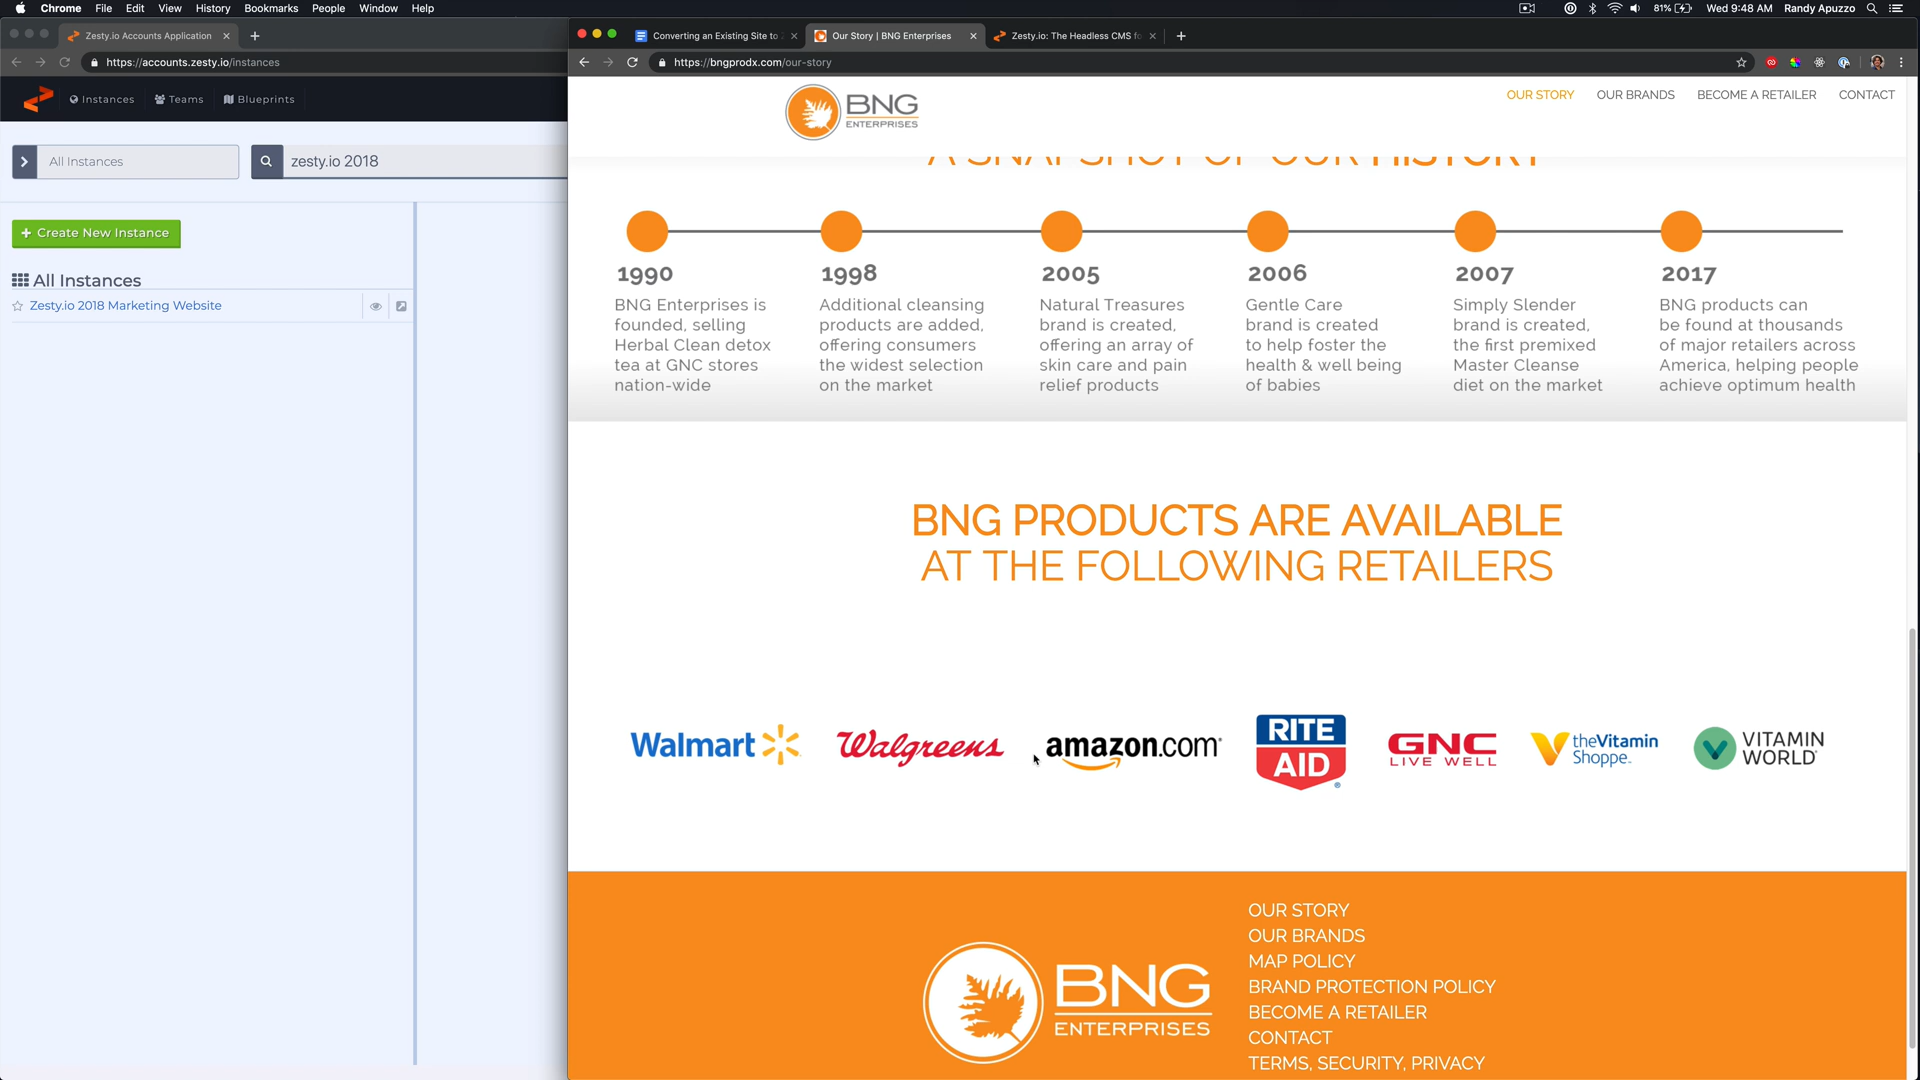 Chrome File Edit View History Bookmarks People Window Help
81% Wed 9:48 AM Randy Apuzzo
Zesty.io Accounts Application
https://accounts.zesty.io/instances
Instances Teams Blueprints
All Instances
zesty.io 2018
+ Create New Instance
All Instances
Zesty.io 2018 Marketing Website
Converting an Existing Site to
Our Story | BNG Enterprises
Zesty.io: The Headless CMS fo
https://bngprodx.com/our-story
BNG
ENTERPRISES
OUR STORY OUR BRANDS BECOME A RETAILER CONTACT
A SNAPSHOT OF OUR HISTORY
1990
BNG Enterprises is
founded, selling
Herbal Clean detox
tea at GNC stores
nation-wide
1998
Additional cleansing
products are added,
offering consumers
the widest selection
on the market
2005
Natural Treasures
brand is created,
offering an array of
skin care and pain
relief products
2006
Gentle Care
brand is created
to help foster the
health & well being
of babies
2007
Simply Slender
brand is created,
the first premixed
Master Cleanse
diet on the market
2017
BNG products can
be found at thousands
of major retailers across
America, helping people
achieve optimum health
BNG PRODUCTS ARE AVAILABLE
AT THE FOLLOWING RETAILERS
Walmart
Walgreens
amazon.com®
RITE
AID®
GNC
LIVE WELL
theVitamin
Shoppe
VITAMIN
WORLD
BNG
ENTERPRISES
OUR STORY
OUR BRANDS
MAP POLICY
BRAND PROTECTION POLICY
BECOME A RETAILER
CONTACT
TERMS, SECURITY, PRIVACY